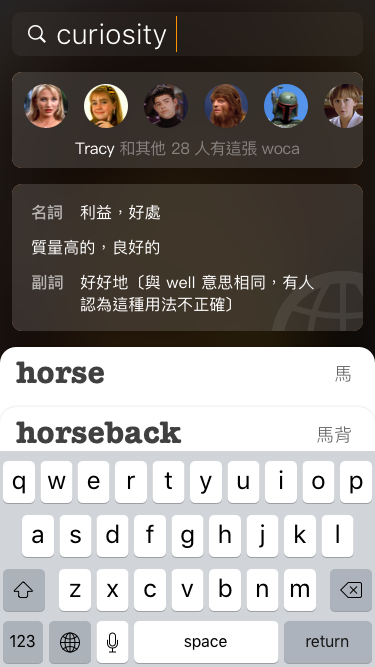 curiosity
Tracy 和其他 28 人有這張 woca
名詞 利益，好處
質量高的，良好的
副詞 好好地〔與 well 意思相同，有人
認為這種用法不正確〕
horse 馬
horseback 馬背
q w e r t y u i o p
a s d f g h j k l
z x c v b n m
123 space return